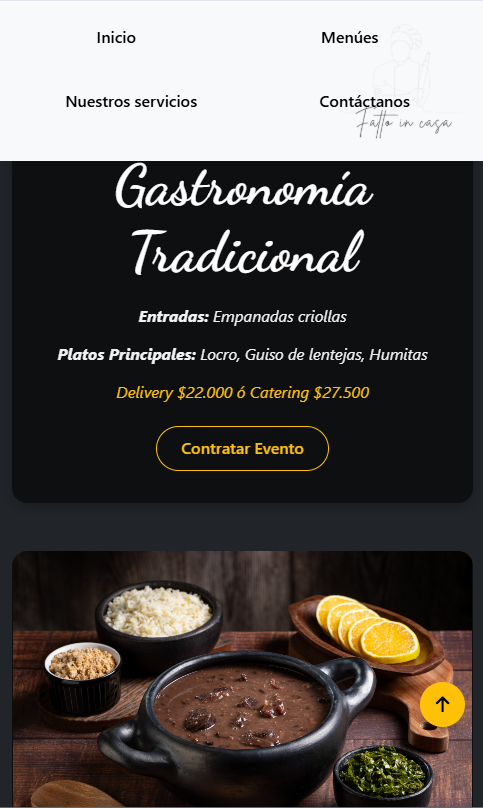 Inicio
Menúes
Nuestros servicios
Contáctanos
Fatto in casa
Gastronomía
Tradicional
Entradas: Empanadas criollas
Platos Principales: Locro, Guiso de lentejas, Humitas
Delivery $22.000 ó Catering $27.500
Contratar Evento